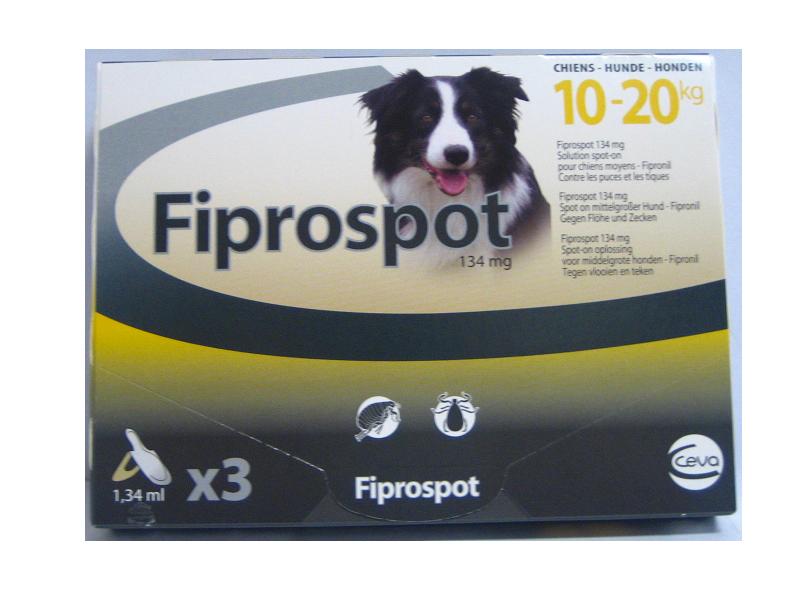 CHIENS - HUNDE - HONDEN
10-20kg
Fiprospot 134 mg
Solution spot-on
pour chiens moyens - Fipronil
Contre les puces et les tiques
Fiprospot 134 mg
Spot on mittelgroßer Hund - Fipronil
Gegen Flöhe und Zecken
Fiprospot 134 mg
Spot-on oplossing
voor middelgrote honden - Fipronil
Tegen vlooien en teken
Fiprospot
134 mg
1,34 ml
x3
Fiprospot
Ceva